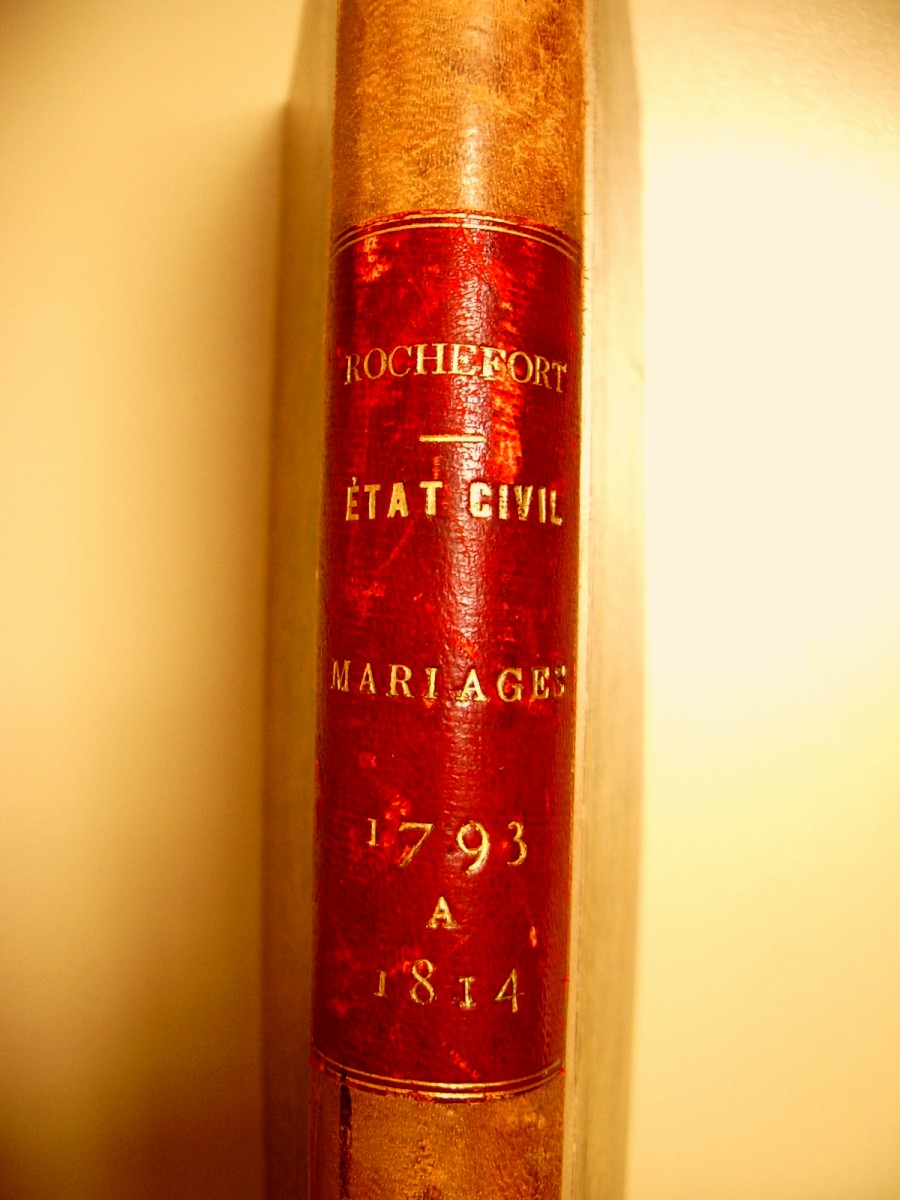 ROCHEFORT
ÉTAT CIVIL
MARIAGES
1793
A
1814